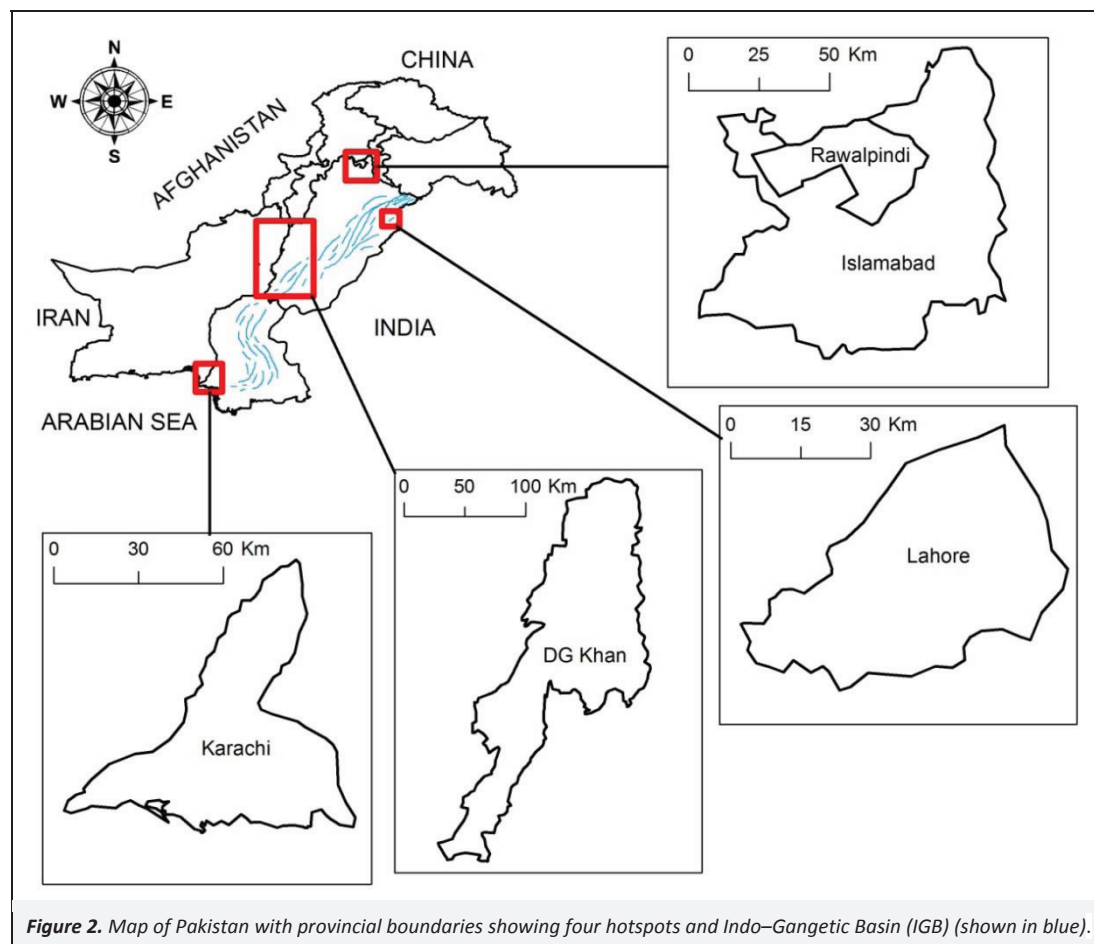 N
W E
S
CHINA
AFGHANISTAN
IRAN
INDIA
ARABIAN SEA
0 25 50 Km
Rawalpindi
Islamabad
0 15 30 Km
Lahore
0 50 100 Km
DG Khan
0 30 60 Km
Karachi
Figure 2. Map of Pakistan with provincial boundaries showing four hotspots and Indo–Gangetic Basin (IGB) (shown in blue).